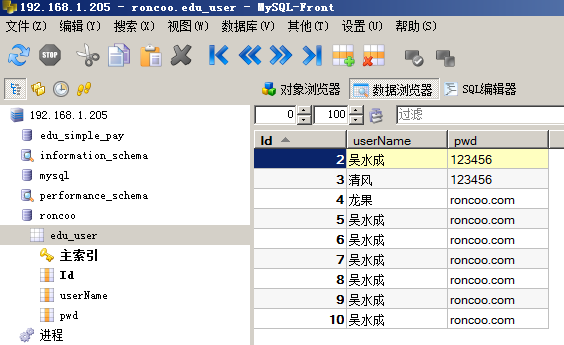 192.168.1.205 - roncoo.edu_user - MySQL-Front
文件(Z) 编辑(Y) 搜索(X) 视图(W) 数据库(V) 其他(T) 设置(U) 帮助(S)
STOP
对象浏览器 数据浏览器 SQL编辑器
0 100 过滤
192.168.1.205
edu_simple_pay
information_schema
mysql
performance_schema
roncoo
edu_user
主索引
Id
userName
pwd
进程
Id userName pwd
2 吴水成 123456
3 清风 123456
4 龙果 roncoo.com
5 吴水成 roncoo.com
6 吴水成 roncoo.com
7 吴水成 roncoo.com
8 吴水成 roncoo.com
9 吴水成 roncoo.com
10 吴水成 roncoo.com